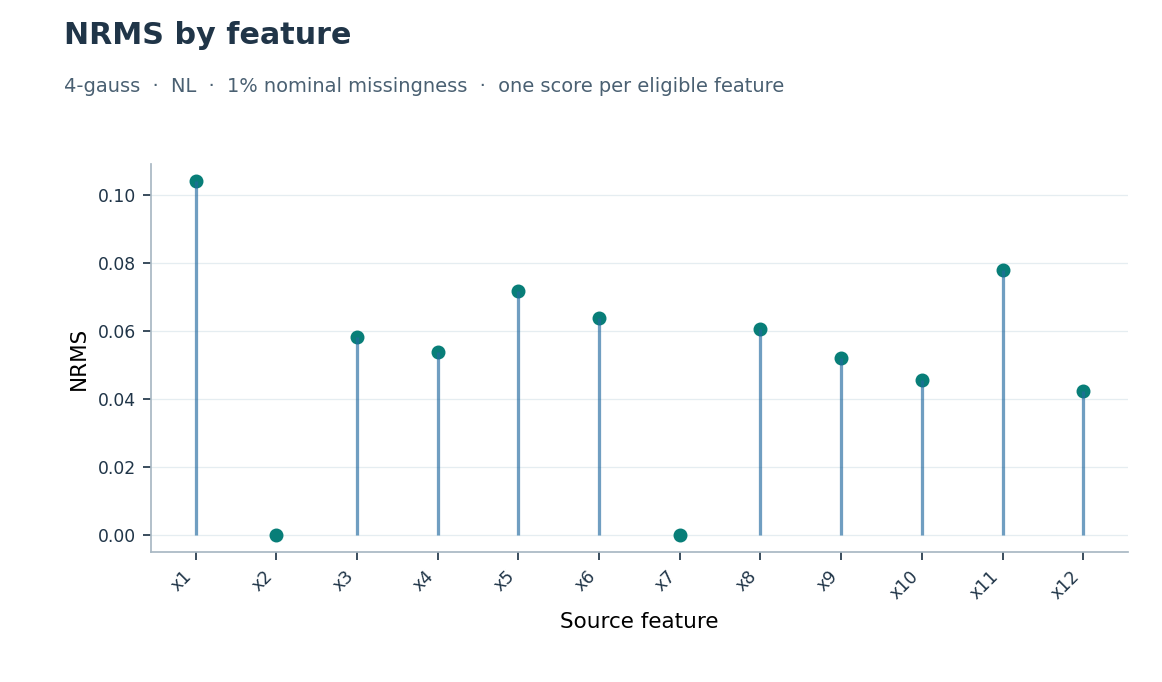 NRMS by feature
4-gauss · NL · 1% nominal missingness · one score per eligible feature
NRMS
0.10
0.08
0.06
0.04
0.02
0.00
x1 x2 x3 x4 x5 x6 x7 x8 x9 x10 x11 x12
Source feature